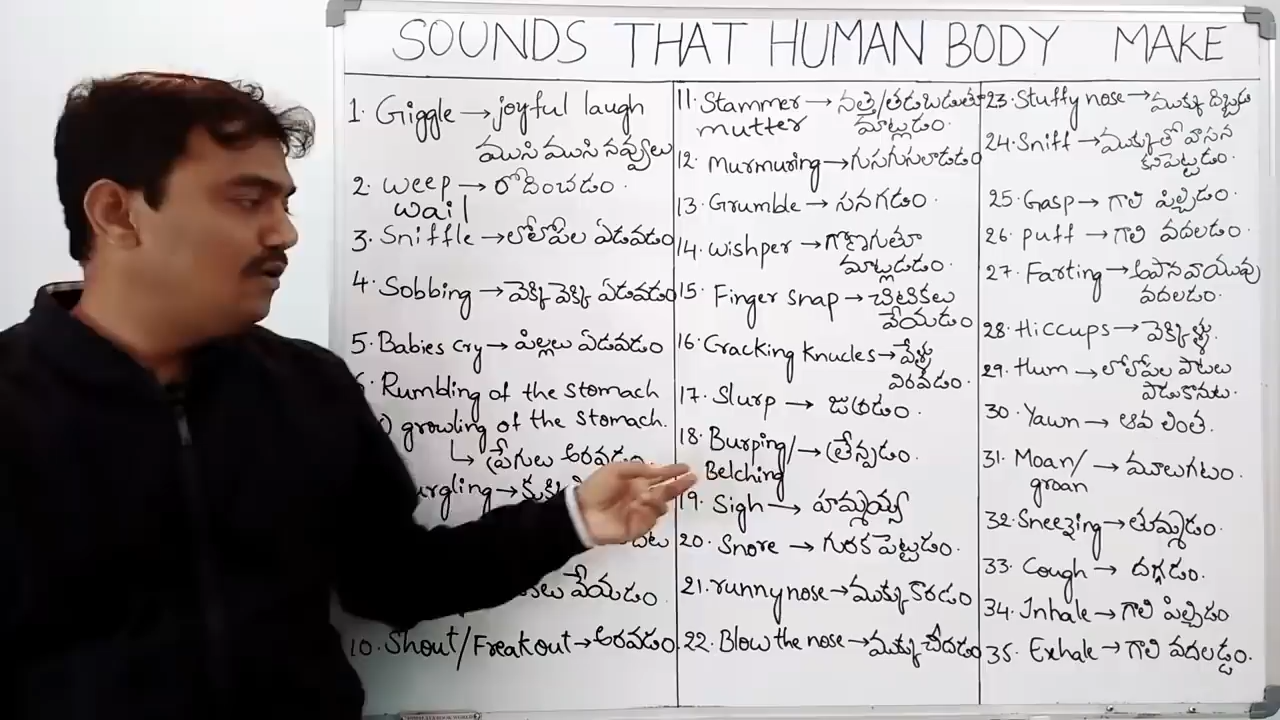 SOUNDS THAT HUMAN BODY MAKE
1. Giggle → joyful laugh
ముసి ముసి నవ్వులు
2. weep → రోదించడం.
wail
3. Sniffle → లోలోపల ఏడవడం
4. Sobbing → వెక్కి వెక్కి ఏడవడం
5. Babies cry → పిల్లలు ఏడవడం
Rumbling of the stomach
growling of the stomach.
↳ ప్రేగులు అరవడం
10. Shout/Freakout → అరవడం.
11. Stammer → నత్తి/తడబడుతూ
mutter మాట్లడం.
12. Murmuring → గుసగుసలాడడం
13. Grumble → సనగడం.
14. Wishper → గొణగుతూ
మాట్లడడం.
15. Finger snap → చిటికలు
వేయడం
16. Cracking knucles → వేళ్ళు
విరవడం.
17. Slurp → జుర్రడం.
18. Burping/ → త్రేన్పడం.
Belching
19. Sigh → హమ్మయ్య
20. Snore → గురక పెట్టుడం.
21. runny nose → ముక్కు కారడం
22. Blow the nose → ముక్కు చీదడం
23. Stuffy nose → ముక్కు దిబ్బడ
24. Sniff → ముక్కుతో వాసన
కనిపెట్టడం.
25. Gasp → గాలి పీల్చడం
26. puff → గాలి వదలడం.
27. Farting → అపానవాయువు
వదలడం.
28. Hiccups → వెక్కిళ్ళు.
29. Hum → లోలోపల పాటలు
పాడుకొనుట.
30. Yawn → ఆవలింత.
31. Moan/ → మూలుగటం.
groan
32. Sneezing → తుమ్మడం.
33. Cough → దగ్గడం.
34. Inhale → గాలి పీల్చడం
35. Exhale → గాలి వదలడ్డం.